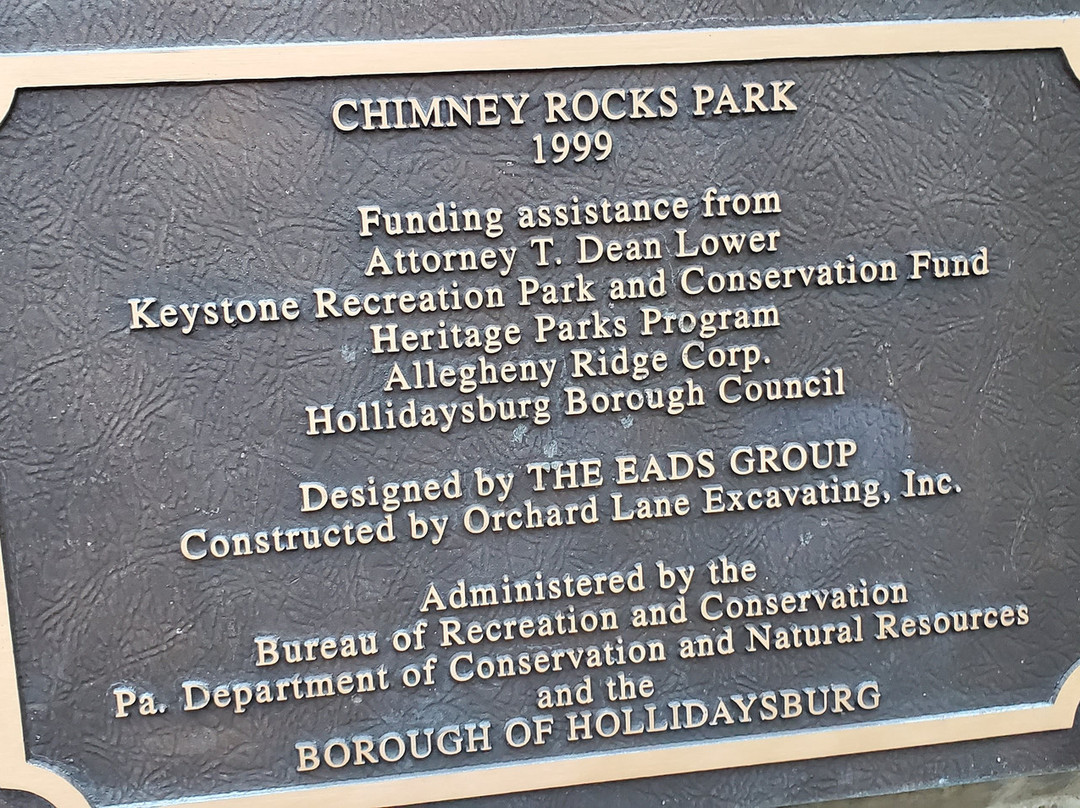 CHIMNEY ROCKS PARK
1999
Funding assistance from
Attorney T. Dean Lower
Keystone Recreation Park and Conservation Fund
Heritage Parks Program
Allegheny Ridge Corp.
Hollidaysburg Borough Council
Designed by THE EADS GROUP
Constructed by Orchard Lane Excavating, Inc.
Administered by the
Bureau of Recreation and Conservation
Pa. Department of Conservation and Natural Resources
and the
BOROUGH OF HOLLIDAYSBURG